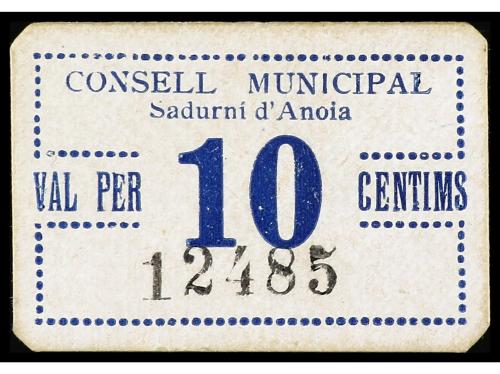 CONSELL MUNICIPAL
Sadurní d'Anoia
VAL PER 10 CENTIMS
12485